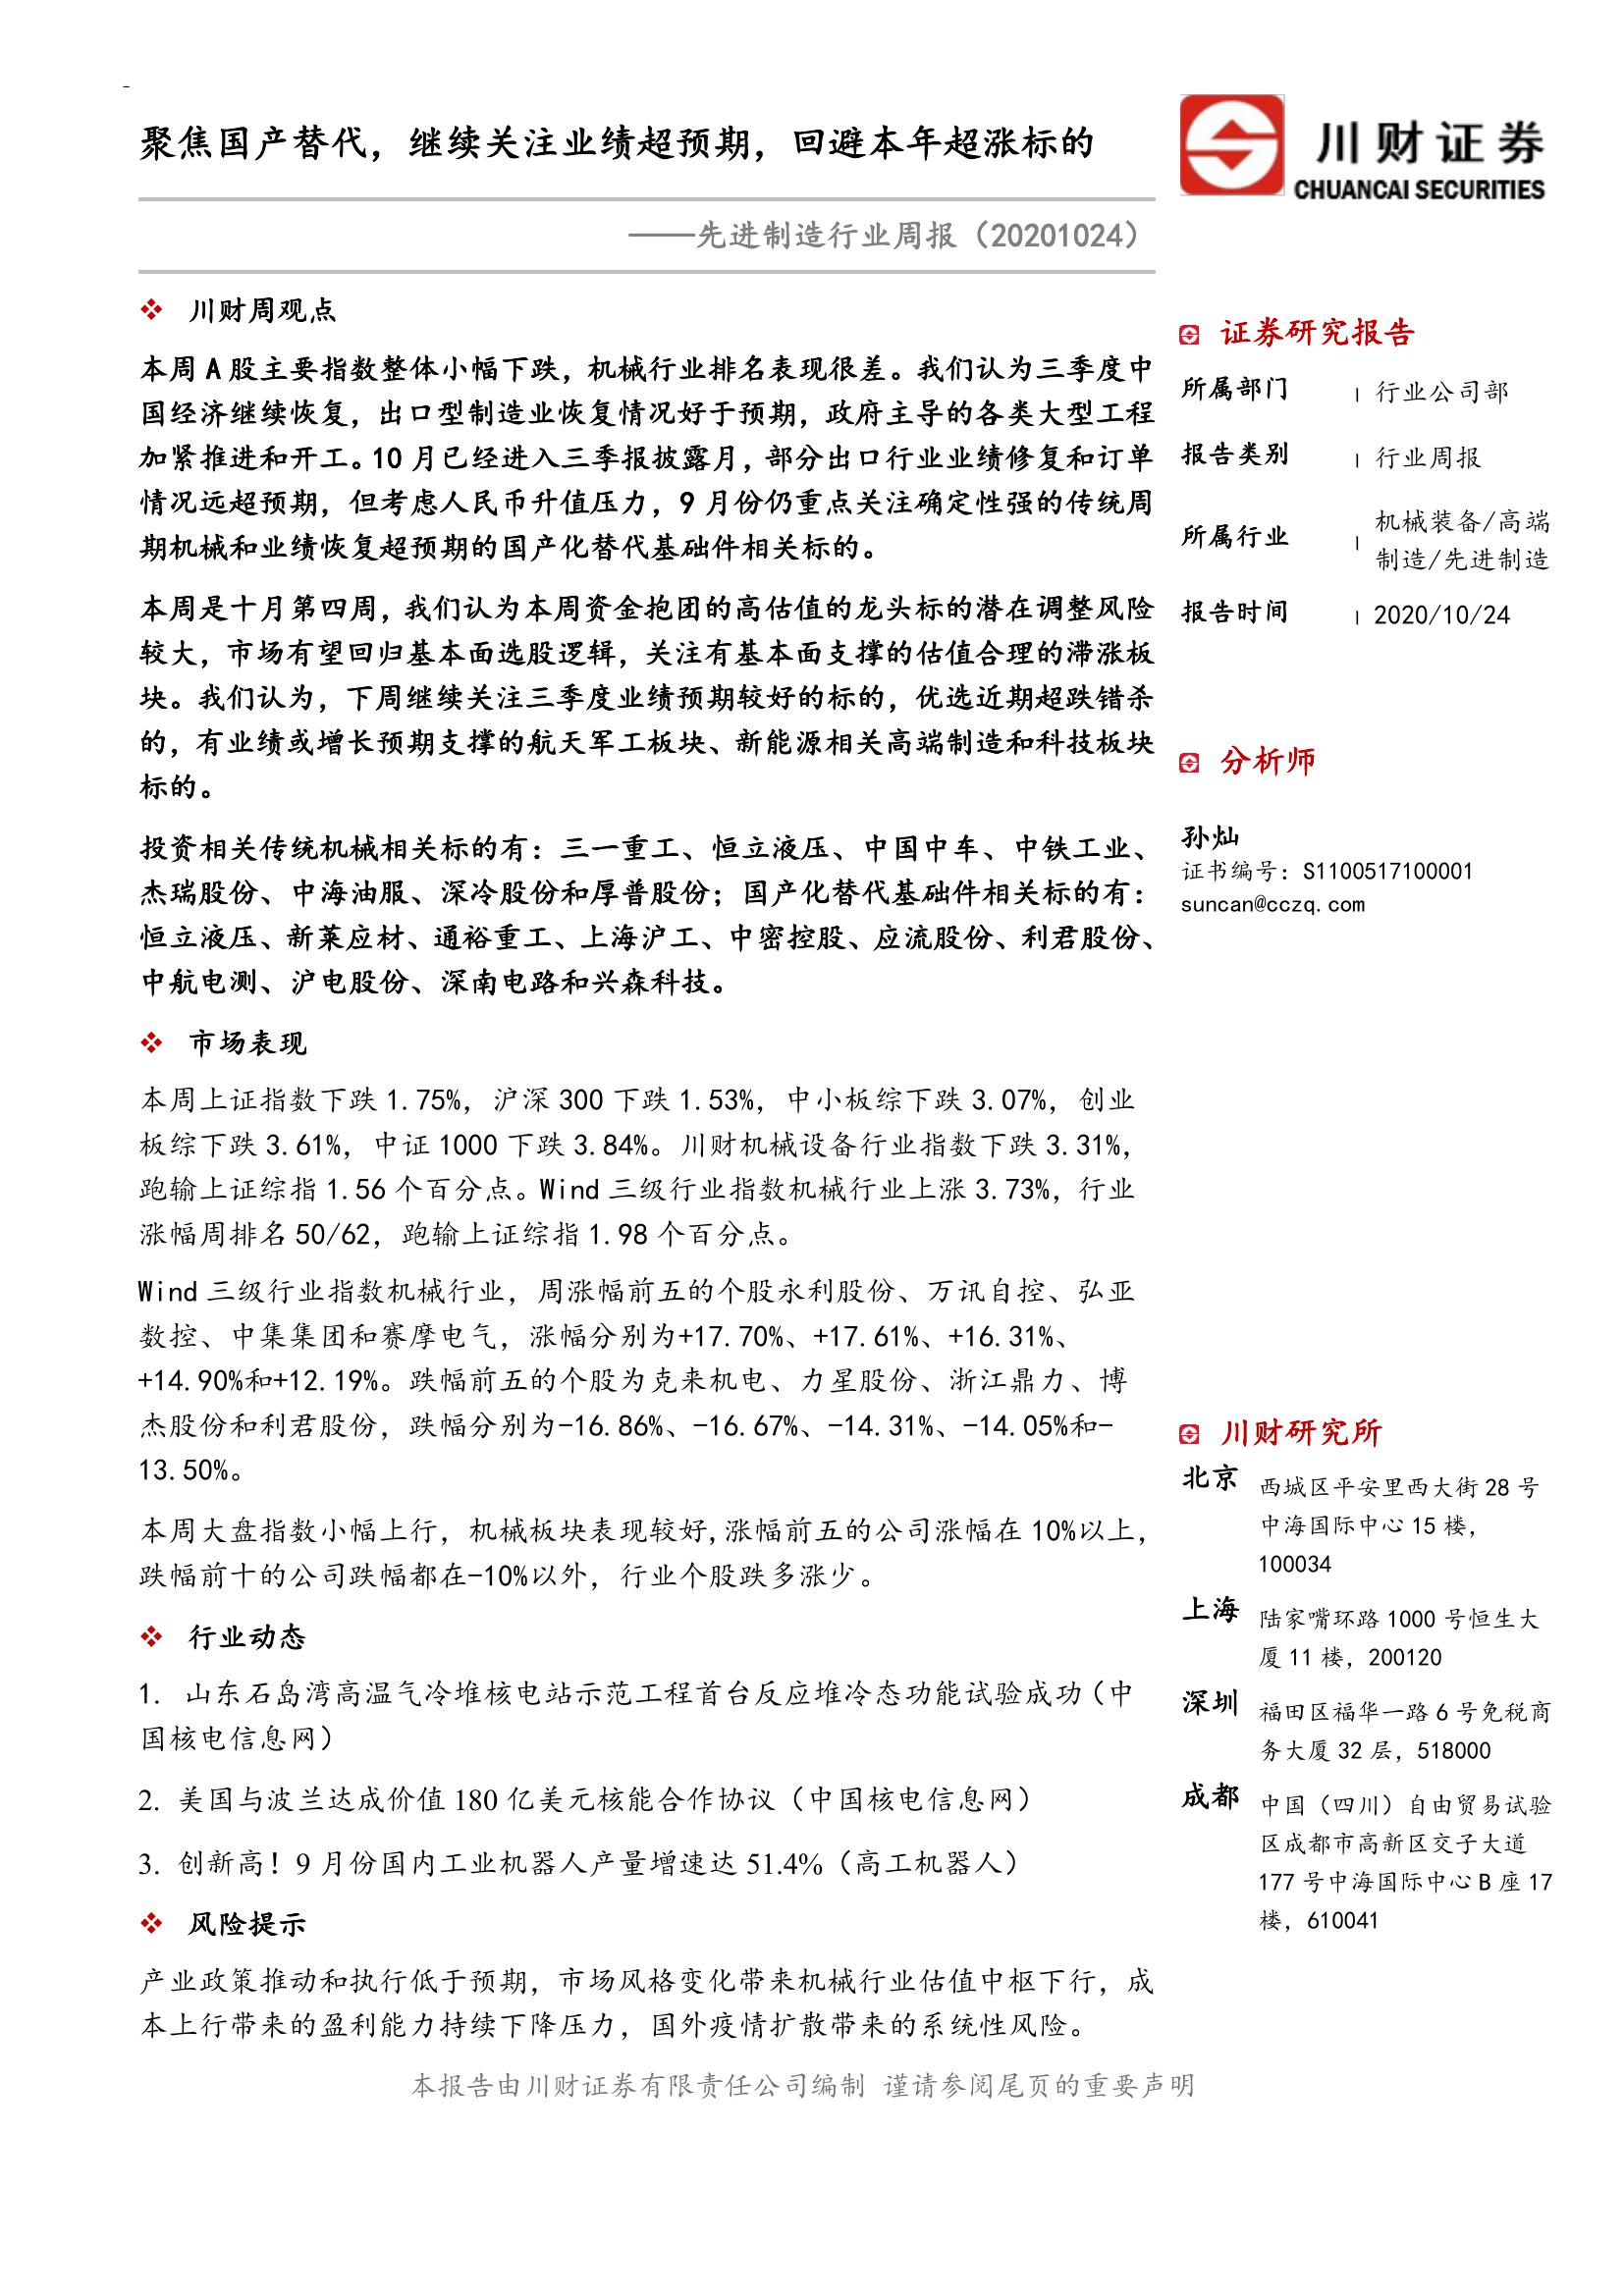 -
聚焦国产替代，继续关注业绩超预期，回避本年超涨标的
——先进制造行业周报（20201024）
川财证券
CHUANCAI SECURITIES
川财周观点
本周A股主要指数整体小幅下跌，机械行业排名表现很差。我们认为三季度中
国经济继续恢复，出口型制造业恢复情况好于预期，政府主导的各类大型工程
加紧推进和开工。10月已经进入三季报披露月，部分出口行业业绩修复和订单
情况远超预期，但考虑人民币升值压力，9月份仍重点关注确定性强的传统周
期机械和业绩恢复超预期的国产化替代基础件相关标的。
本周是十月第四周，我们认为本周资金抱团的高估值的龙头标的潜在调整风险
较大，市场有望回归基本面选股逻辑，关注有基本面支撑的估值合理的滞涨板
块。我们认为，下周继续关注三季度业绩预期较好的标的，优选近期超跌错杀
的，有业绩或增长预期支撑的航天军工板块、新能源相关高端制造和科技板块
标的。
投资相关传统机械相关标的有：三一重工、恒立液压、中国中车、中铁工业、
杰瑞股份、中海油服、深冷股份和厚普股份；国产化替代基础件相关标的有：
恒立液压、新莱应材、通裕重工、上海沪工、中密控股、应流股份、利君股份、
中航电测、沪电股份、深南电路和兴森科技。
市场表现
本周上证指数下跌1.75%，沪深300下跌1.53%，中小板综下跌3.07%，创业
板综下跌3.61%，中证1000下跌3.84%。川财机械设备行业指数下跌3.31%，
跑输上证综指1.56个百分点。Wind三级行业指数机械行业上涨3.73%，行业
涨幅周排名50/62，跑输上证综指1.98个百分点。
Wind三级行业指数机械行业，周涨幅前五的个股永利股份、万讯自控、弘亚
数控、中集集团和赛摩电气，涨幅分别为+17.70%、+17.61%、+16.31%、
+14.90%和+12.19%。跌幅前五的个股为克来机电、力星股份、浙江鼎力、博
杰股份和利君股份，跌幅分别为-16.86%、-16.67%、-14.31%、-14.05%和-
13.50%。
本周大盘指数小幅上行，机械板块表现较好,涨幅前五的公司涨幅在10%以上，
跌幅前十的公司跌幅都在-10%以外，行业个股跌多涨少。
行业动态
1. 山东石岛湾高温气冷堆核电站示范工程首台反应堆冷态功能试验成功（中
国核电信息网）
2. 美国与波兰达成价值180亿美元核能合作协议（中国核电信息网）
3. 创新高！9月份国内工业机器人产量增速达51.4%（高工机器人）
风险提示
产业政策推动和执行低于预期，市场风格变化带来机械行业估值中枢下行，成
本上行带来的盈利能力持续下降压力，国外疫情扩散带来的系统性风险。
证券研究报告
所属部门 | 行业公司部
报告类别 | 行业周报
所属行业 | 机械装备/高端
制造/先进制造
报告时间 | 2020/10/24
分析师
孙灿
证书编号：S1100517100001
suncan@cczq.com
川财研究所
北京 西城区平安里西大街28号
中海国际中心15楼，
100034
上海 陆家嘴环路1000号恒生大
厦11楼，200120
深圳 福田区福华一路6号免税商
务大厦32层，518000
成都 中国（四川）自由贸易试验
区成都市高新区交子大道
177号中海国际中心B座17
楼，610041
本报告由川财证券有限责任公司编制 谨请参阅尾页的重要声明